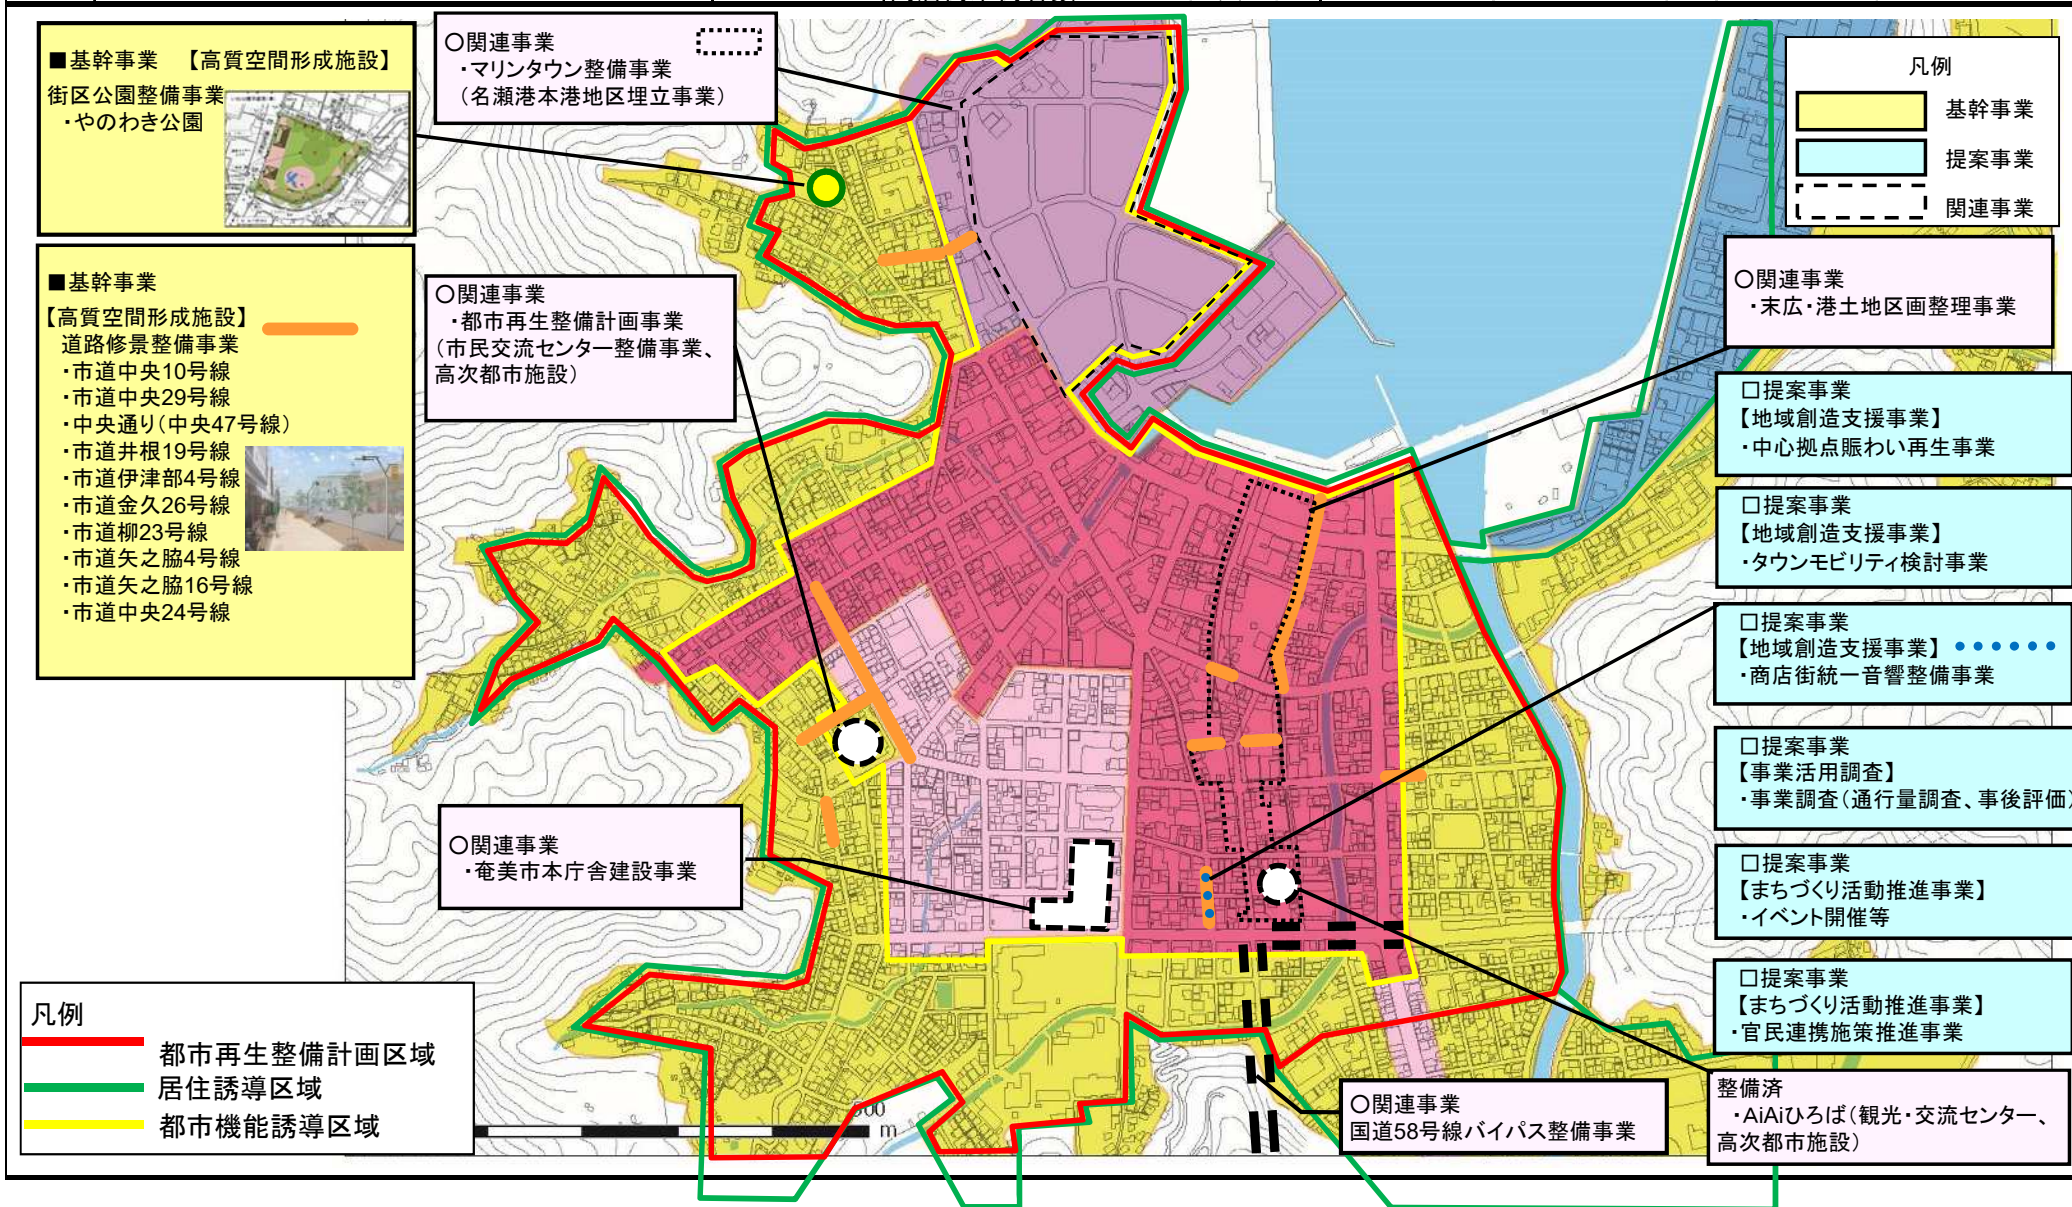 ■基幹事業 【高質空間形成施設】
街区公園整備事業
・やのわき公園
■基幹事業
【高質空間形成施設】
道路修景整備事業
・市道中央10号線
・市道中央29号線
・中央通り(中央47号線)
・市道井根19号線
・市道伊津部4号線
・市道金久26号線
・市道柳23号線
・市道矢之脇4号線
・市道矢之脇16号線
・市道中央24号線
○関連事業
・マリンタウン整備事業
(名瀬港本港地区埋立事業)
○関連事業
・都市再生整備計画事業
(市民交流センター整備事業、
高次都市施設)
○関連事業
・奄美市本庁舎建設事業
凡例
基幹事業
提案事業
関連事業
○関連事業
・末広・港土地区画整理事業
□提案事業
【地域創造支援事業】
・中心拠点賑わい再生事業
□提案事業
【地域創造支援事業】
・タウンモビリティ検討事業
□提案事業
【地域創造支援事業】
・商店街統一音響整備事業
□提案事業
【事業活用調査】
・事業調査(通行量調査、事後評価)
□提案事業
【まちづくり活動推進事業】
・イベント開催等
□提案事業
【まちづくり活動推進事業】
・官民連携施策推進事業
整備済
・AiAiひろば(観光・交流センター、
高次都市施設)
○関連事業
国道58号線バイパス整備事業
凡例
都市再生整備計画区域
居住誘導区域
都市機能誘導区域
500
m